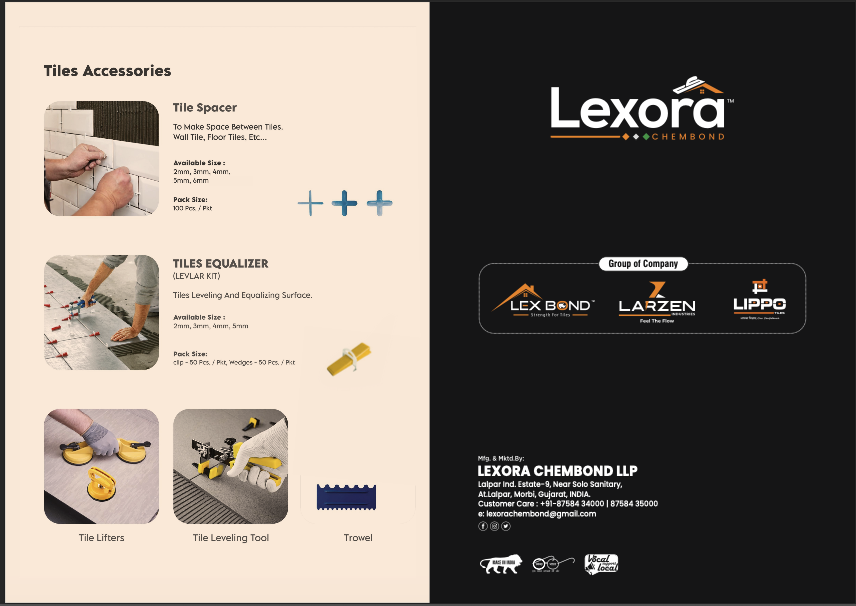 Tiles Accessories
Tile Spacer
To Make Space Between Tiles.
Wall Tile, Floor Tiles, Etc...
Available Size :
2mm, 3mm, 4mm,
5mm, 6mm
Pack Size:
100 Pcs. / Pkt
TILES EQUALIZER
(LEVLAR KIT)
Tiles Leveling And Equalizing Surface.
Available Size :
2mm, 3mm, 4mm, 5mm
Pack Size:
clip - 50 Pcs. / Pkt, Wedges - 50 Pcs. / Pkt
Tile Lifters
Tile Leveling Tool
Trowel
Lexora™
CHEMBOND
Group of Company
LEX BOND™
Strength For Tiles
LARZEN
INDUSTRIES
Feel The Flow
LIPPO
TILES
Mfg. & Mktd.By:
LEXORA CHEMBOND LLP
Lalpar Ind. Estate-9, Near Solo Sanitary,
At.Lalpar, Morbi, Gujarat, INDIA.
Customer Care : +91-87584 34000 | 87584 35000
e: lexorachembond@gmail.com
MAKE IN INDIA
Vocal
local